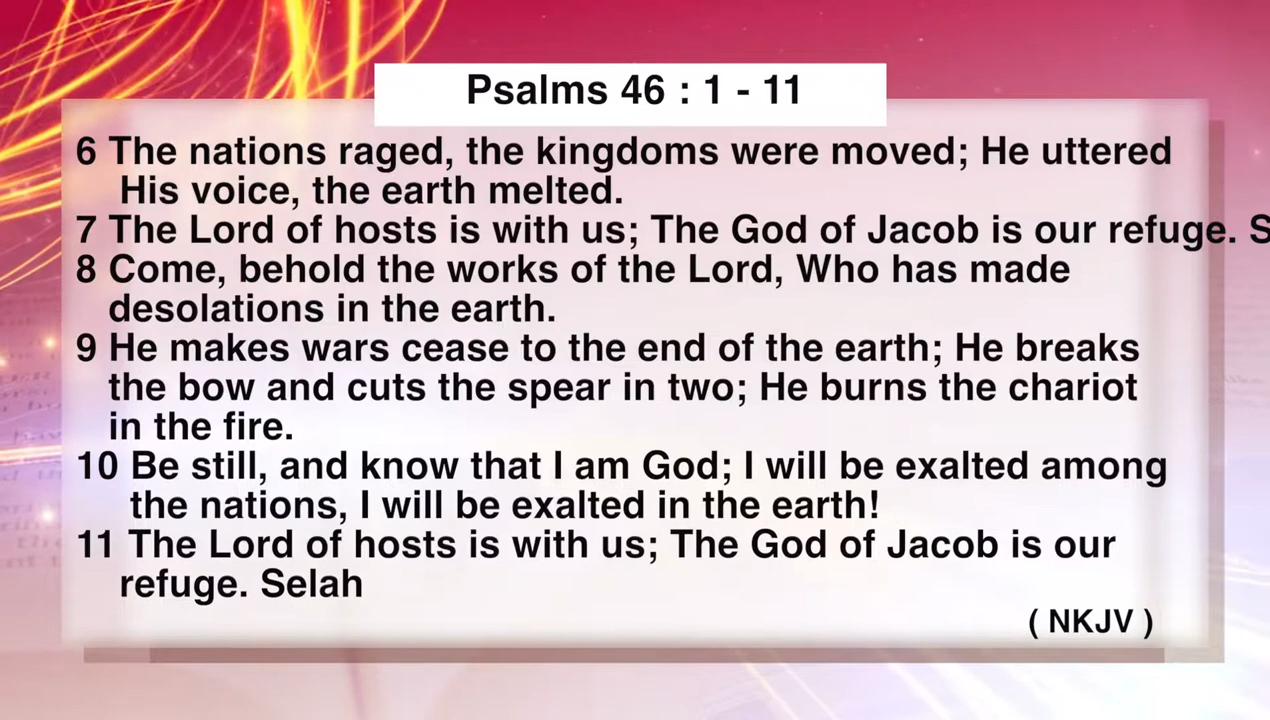 Psalms 46 : 1 - 11
6 The nations raged, the kingdoms were moved; He uttered
His voice, the earth melted.
7 The Lord of hosts is with us; The God of Jacob is our refuge. S
8 Come, behold the works of the Lord, Who has made
desolations in the earth.
9 He makes wars cease to the end of the earth; He breaks
the bow and cuts the spear in two; He burns the chariot
in the fire.
10 Be still, and know that I am God; I will be exalted among
the nations, I will be exalted in the earth!
11 The Lord of hosts is with us; The God of Jacob is our
refuge. Selah
( NKJV )